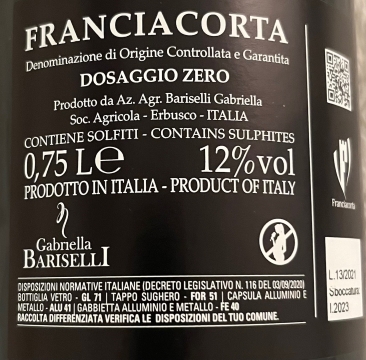 FRANCIACORTA
Denominazione di Origine Controllata e Garantita
DOSAGGIO ZERO
Prodotto da Az. Agr. Bariselli Gabriella
Soc. Agricola - Erbusco - ITALIA
CONTIENE SOLFITI - CONTAINS SULPHITES
0,75 L℮ 12%vol
PRODOTTO IN ITALIA - PRODUCT OF ITALY
Gabriella
BARISELLI
DISPOSIZIONI NORMATIVE ITALIANE (DECRETO LEGISLATIVO N. 116 DEL 03/09/2020)
BOTTIGLIA VETRO - GL 71 | TAPPO SUGHERO - FOR 51 | CAPSULA ALLUMINIO E
METALLO - ALU 41 | GABBIETTA ALLUMINIO E METALLO - FE 40
RACCOLTA DIFFERENZIATA VERIFICA LE DISPOSIZIONI DEL TUO COMUNE.
Franciacorta
L.13/2021
Sboccatura
I.2023